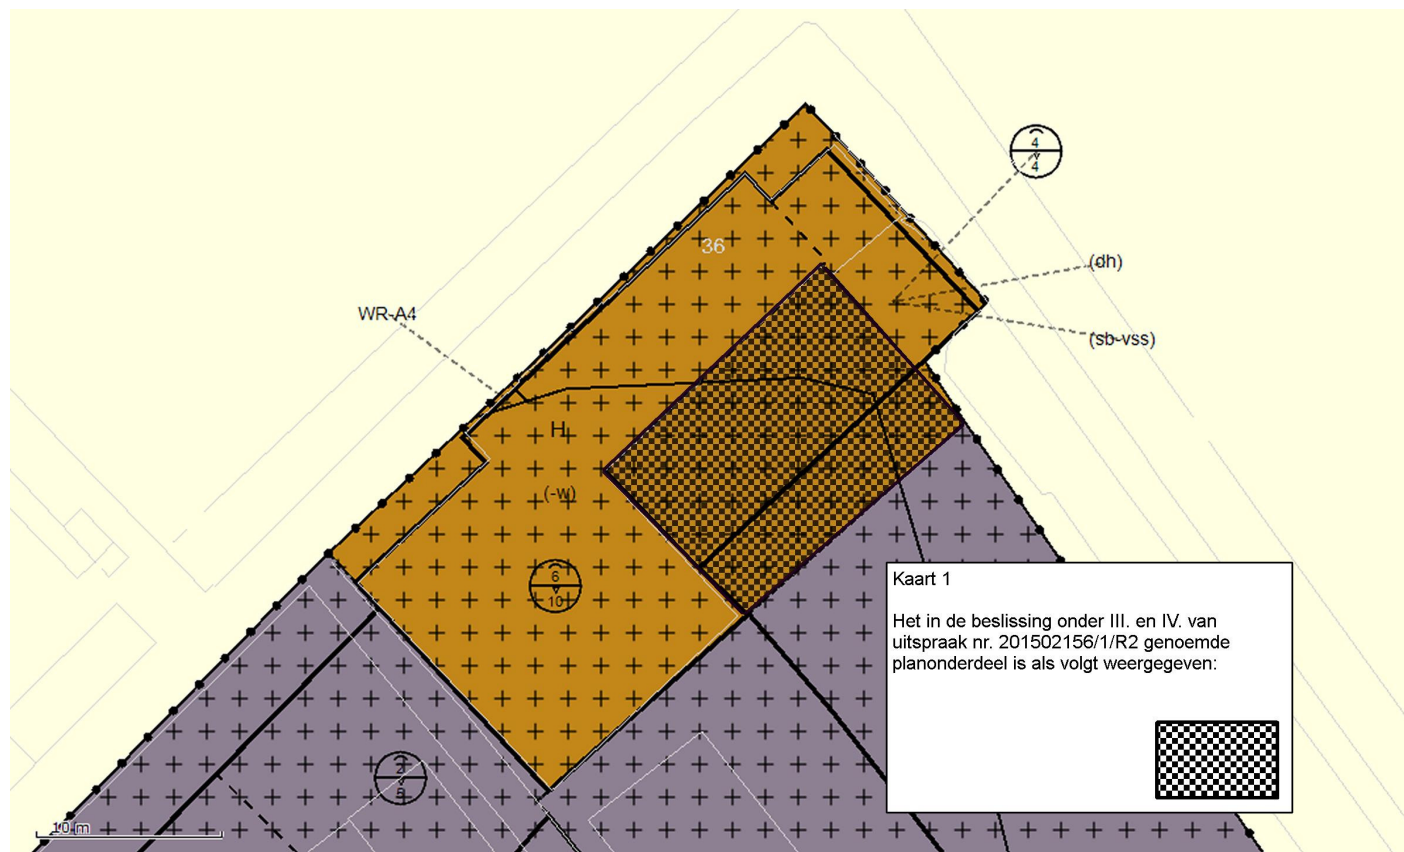 4
4
(dh)
36
WR-A4
(sb-vss)
H
(-w)
6
10
Kaart 1
Het in de beslissing onder III. en IV. van
uitspraak nr. 201502156/1/R2 genoemde
planonderdeel is als volgt weergegeven:
2
10 m